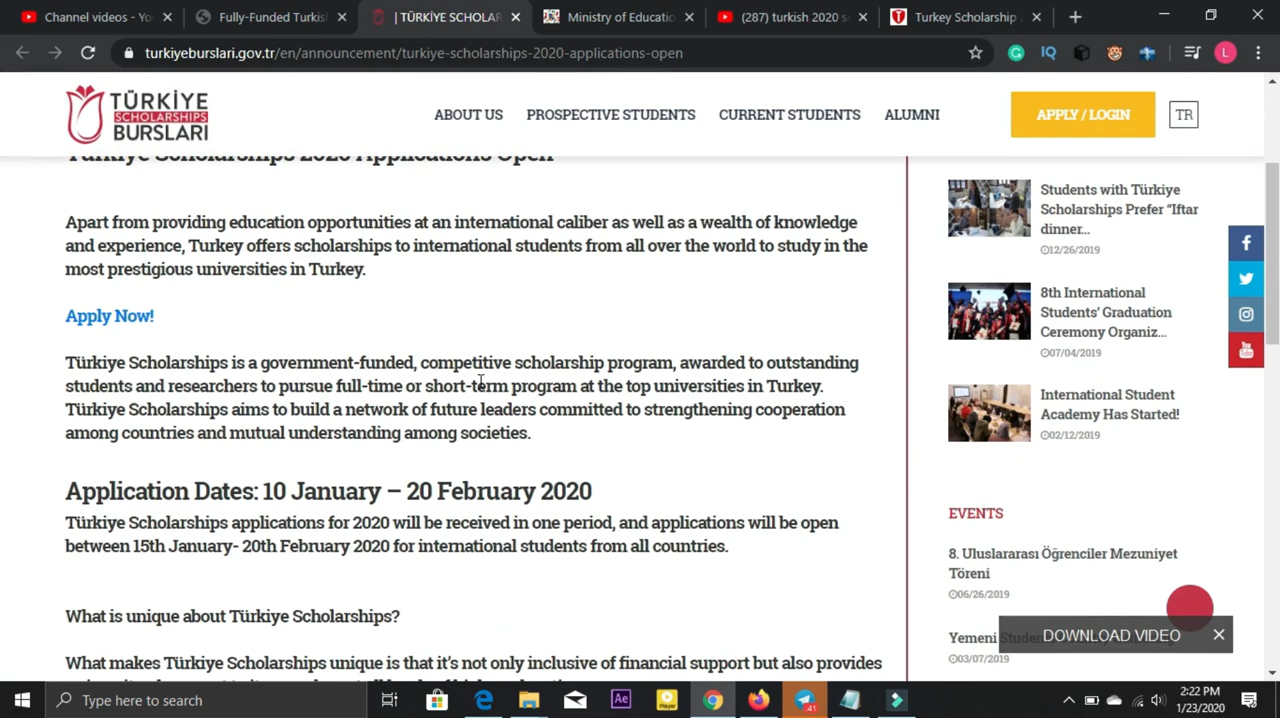 Channel videos - Yo
Fully-Funded Turkis
| TÜRKİYE SCHOLAR
Ministry of Educatio
(287) turkish 2020 s
Turkey Scholarship
turkiyeburslari.gov.tr/en/announcement/turkiye-scholarships-2020-applications-open
IQ
L
TÜRKİYE
SCHOLARSHIPS
BURSLARI
ABOUT US
PROSPECTIVE STUDENTS
CURRENT STUDENTS
ALUMNI
APPLY / LOGIN
TR
Türkiye Scholarships 2020 Applications Open
Apart from providing education opportunities at an international caliber as well as a wealth of knowledge
and experience, Turkey offers scholarships to international students from all over the world to study in the
most prestigious universities in Turkey.
Apply Now!
Türkiye Scholarships is a government-funded, competitive scholarship program, awarded to outstanding
students and researchers to pursue full-time or short-term program at the top universities in Turkey.
Türkiye Scholarships aims to build a network of future leaders committed to strengthening cooperation
among countries and mutual understanding among societies.
Application Dates: 10 January – 20 February 2020
Türkiye Scholarships applications for 2020 will be received in one period, and applications will be open
between 15th January- 20th February 2020 for international students from all countries.
What is unique about Türkiye Scholarships?
What makes Türkiye Scholarships unique is that it's not only inclusive of financial support but also provides
Students with Türkiye
Scholarships Prefer “Iftar
dinner...
12/26/2019
8th International
Students’ Graduation
Ceremony Organiz...
07/04/2019
International Student
Academy Has Started!
02/12/2019
EVENTS
8. Uluslararası Öğrenciler Mezuniyet
Töreni
06/26/2019
Yemeni
03/07/2019
DOWNLOAD VIDEO
You
Tube
Type here to search
Ae
Player
41
2:22 PM
1/23/2020